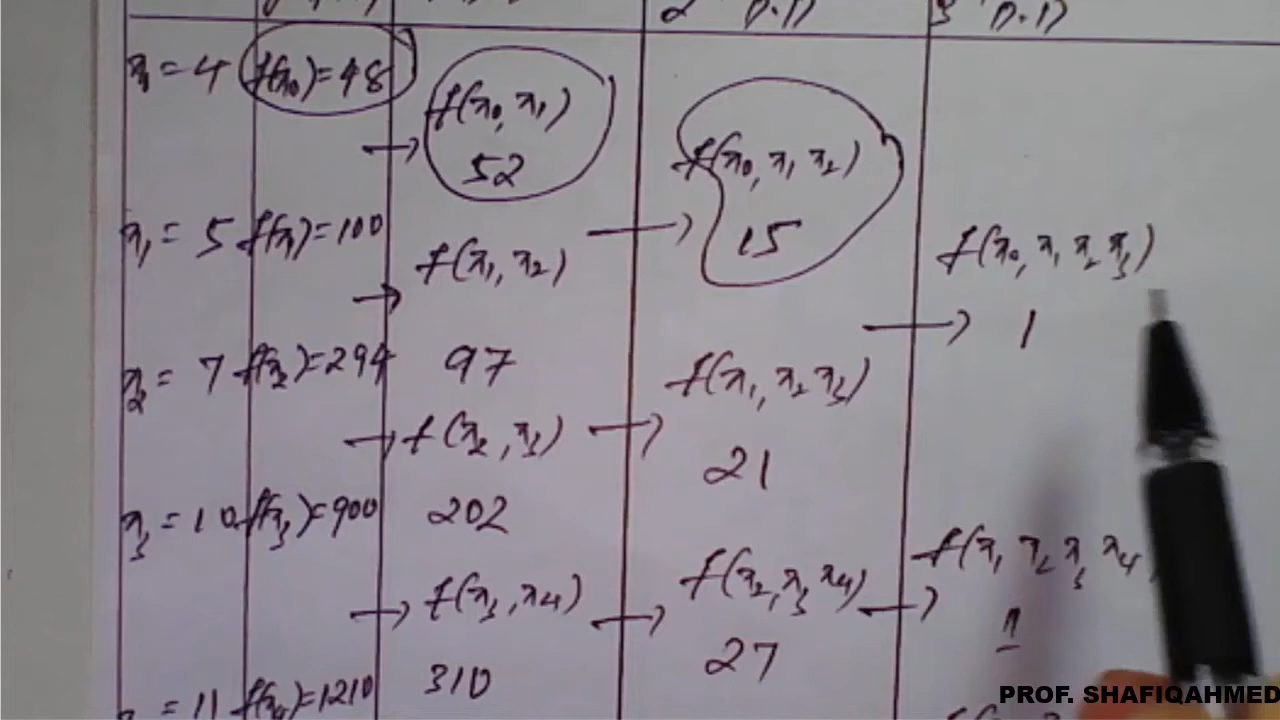 x₀ = 4 f(x₀) = 48
→ f(x₀, x₁)
52
f(x₀, x₁ x₂)
→ 15
x₁ = 5 f(x₁) = 100
→ f(x₁, x₂)
97
f(x₀, x₁ x₂ x₃)
→ 1
x₂ = 7 f(x₂) = 294
→ f(x₂, x₃)
202
→ f(x₁, x₂ x₃)
21
x₃ = 10 f(x₃) = 900
→ f(x₃, x₄)
310
→ f(x₂, x₃ x₄)
27
→ f(x₁ x₂ x₃ x₄
1
= 11 f(x₄) = 1210
PROF. SHAFIQAHMED